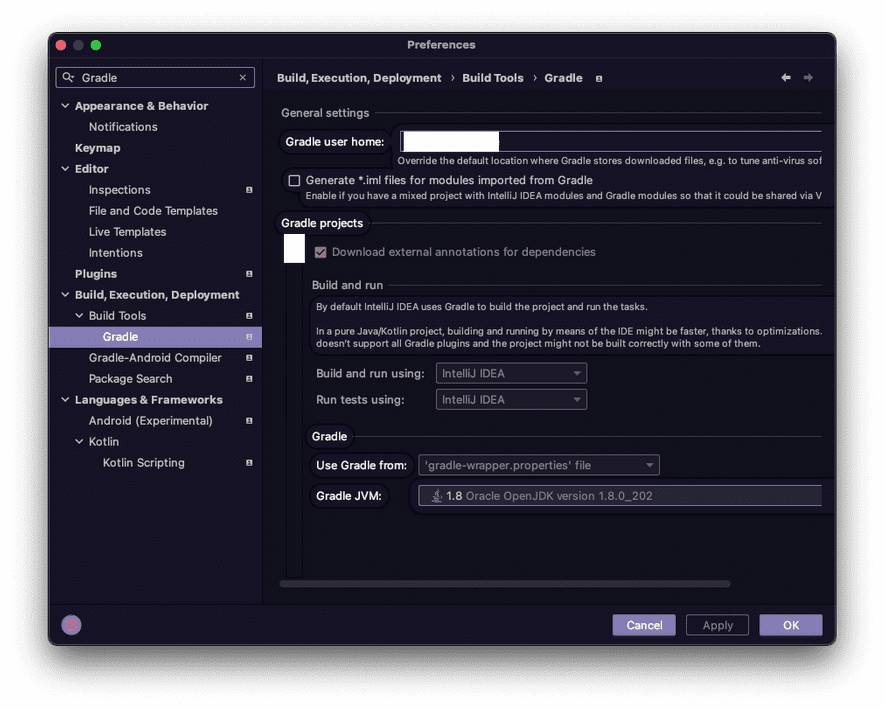 Preferences
Gradle
Build, Execution, Deployment › Build Tools › Gradle
Appearance & Behavior
Notifications
Keymap
Editor
Inspections
File and Code Templates
Live Templates
Intentions
Plugins
Build, Execution, Deployment
Build Tools
Gradle
Gradle-Android Compiler
Package Search
Languages & Frameworks
Android (Experimental)
Kotlin
Kotlin Scripting
General settings
Gradle user home:
Override the default location where Gradle stores downloaded files, e.g. to tune anti-virus sof
Generate *.iml files for modules imported from Gradle
Enable if you have a mixed project with IntelliJ IDEA modules and Gradle modules so that it could be shared via V
Gradle projects
Download external annotations for dependencies
Build and run
By default IntelliJ IDEA uses Gradle to build the project and run the tasks.
In a pure Java/Kotlin project, building and running by means of the IDE might be faster, thanks to optimizations.
doesn't support all Gradle plugins and the project might not be built correctly with some of them.
Build and run using: IntelliJ IDEA
Run tests using: IntelliJ IDEA
Gradle
Use Gradle from: 'gradle-wrapper.properties' file
Gradle JVM: 1.8 Oracle OpenJDK version 1.8.0_202
Cancel Apply OK